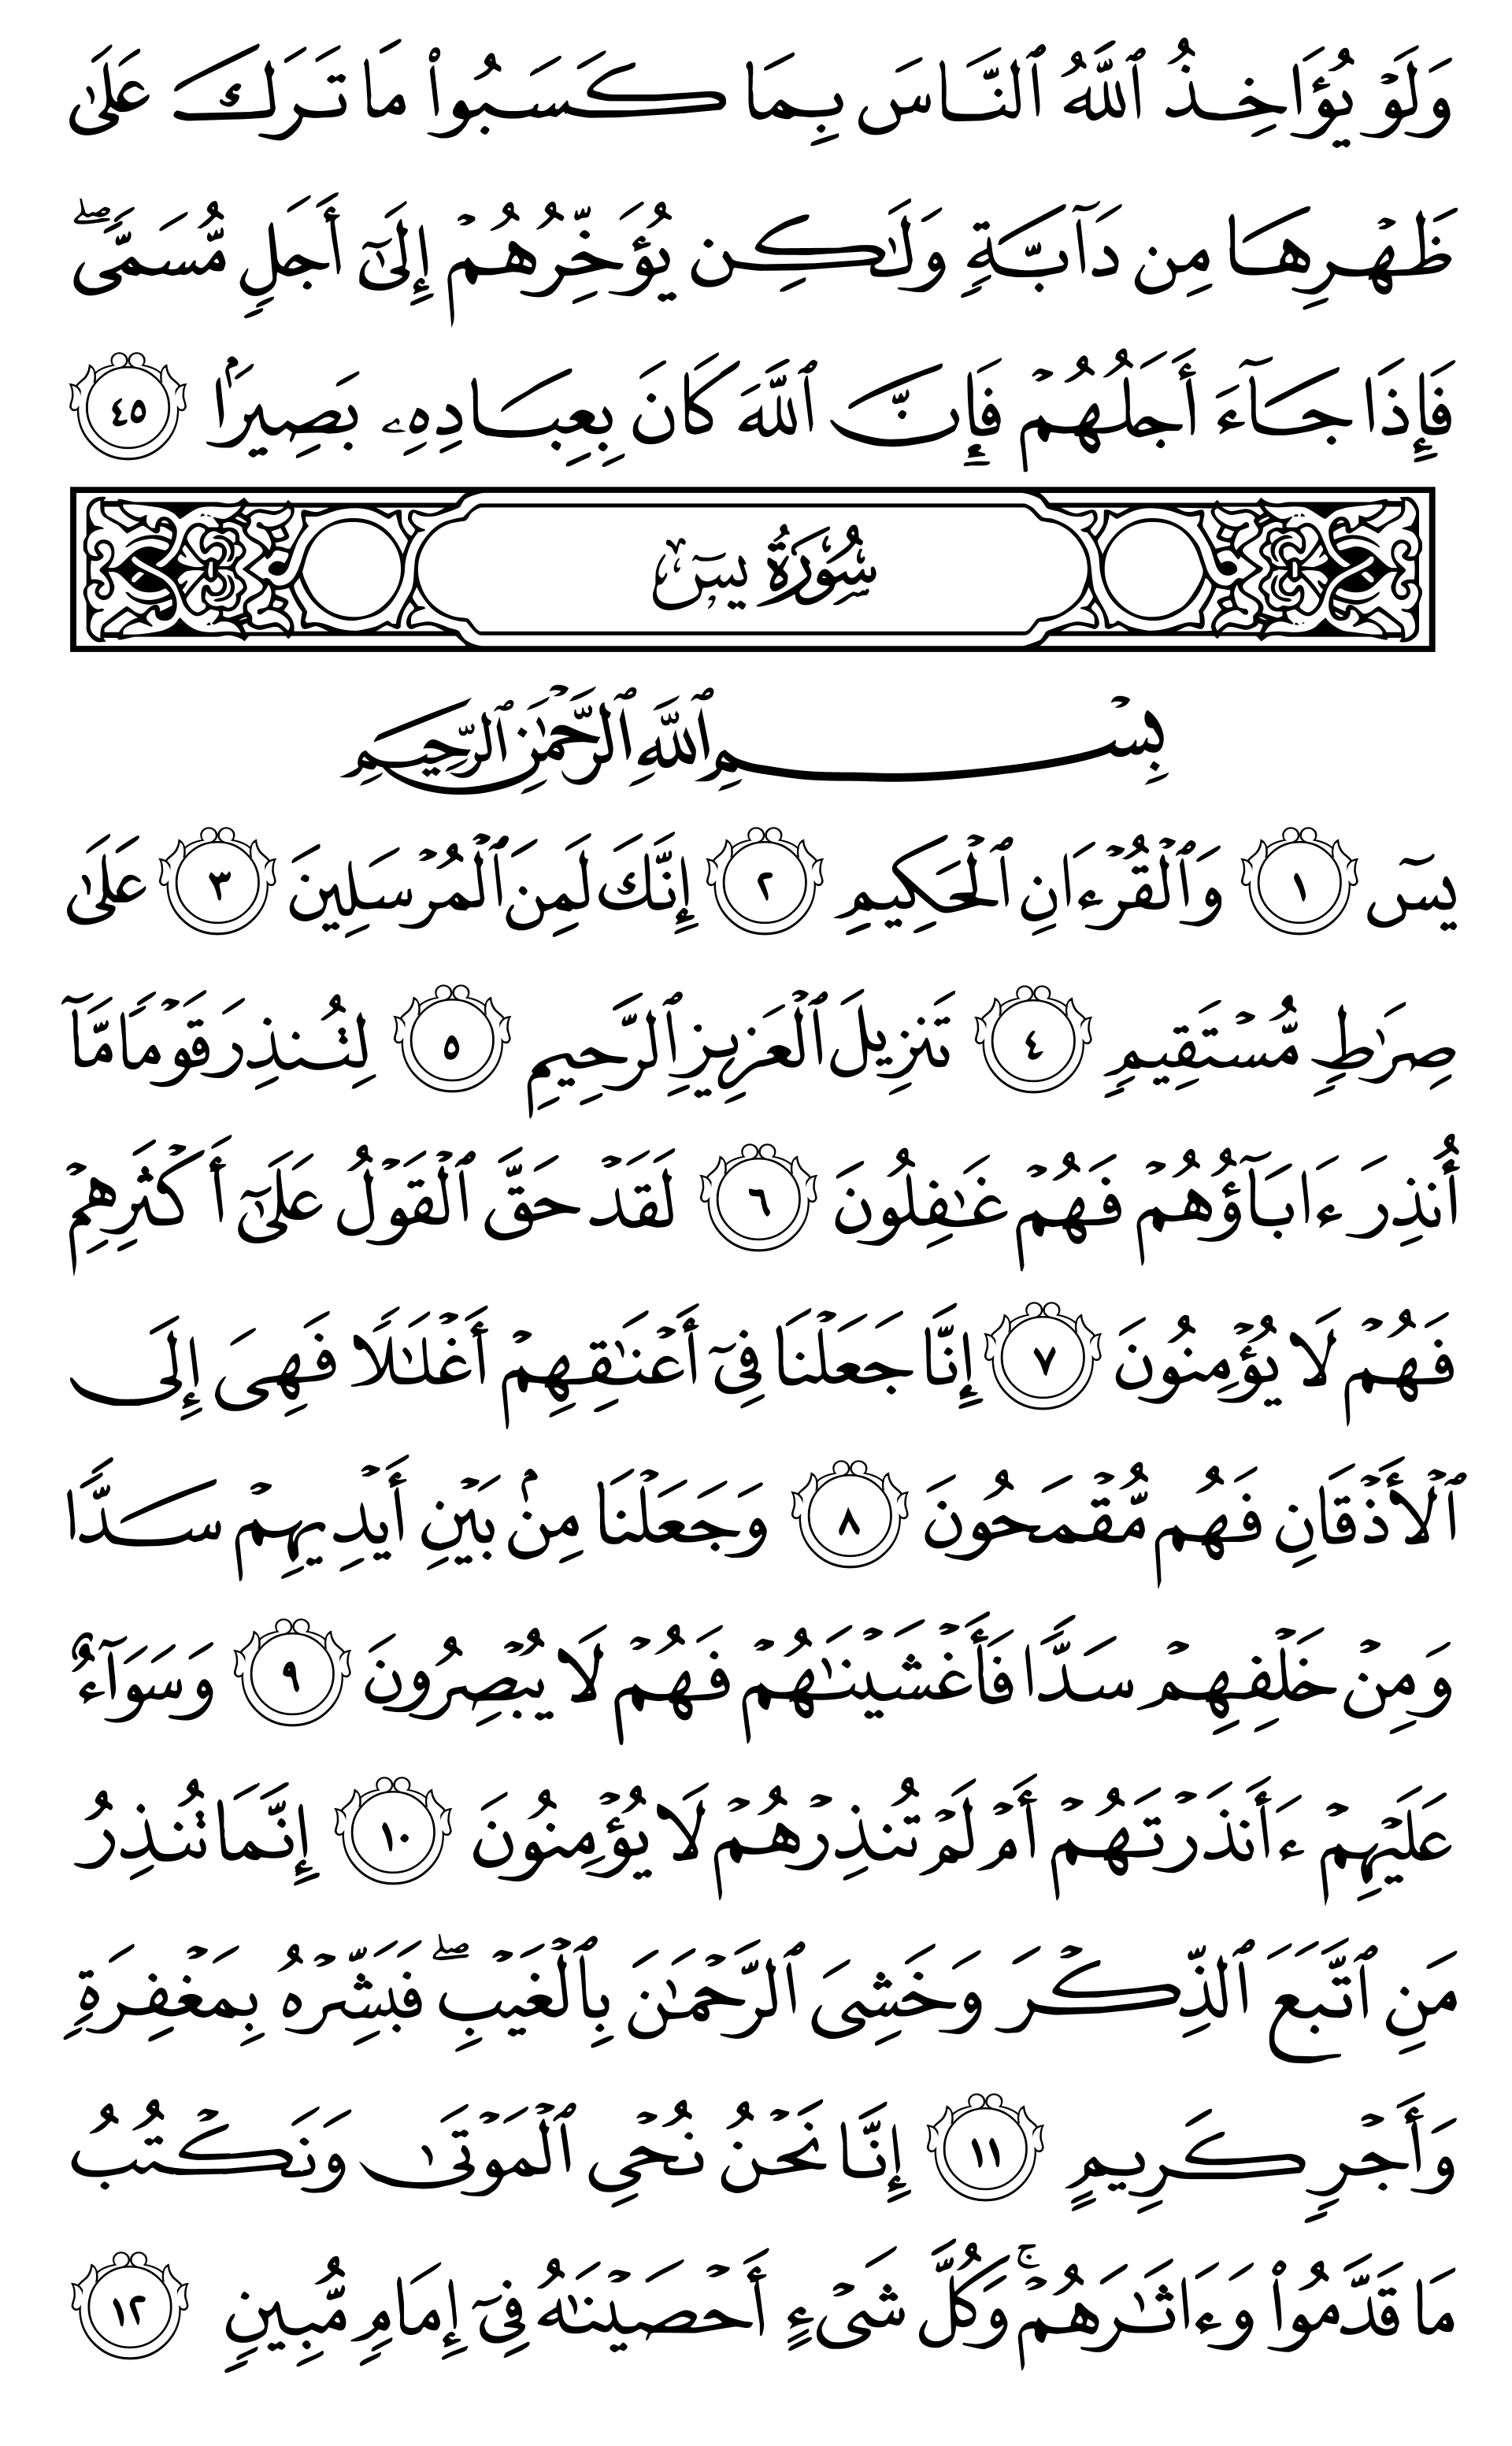 وَلَوۡ يُؤَاخِذُ ٱللَّهُ ٱلنَّاسَ بِمَا كَسَبُواْ مَا تَرَكَ عَلَىٰ
ظَهۡرِهَا مِن دَآبَّةٖ وَلَٰكِن يُؤَخِّرُهُمۡ إِلَىٰٓ أَجَلٖ مُّسَمّٗىۖ
فَإِذَا جَآءَ أَجَلُهُمۡ فَإِنَّ ٱللَّهَ كَانَ بِعِبَادِهِۦ بَصِيرَۢا ٤٥
سُورَةُ يسٓ
بِسۡمِ ٱللَّهِ ٱلرَّحۡمَٰنِ ٱلرَّحِيمِ
يسٓ ١ وَٱلۡقُرۡءَانِ ٱلۡحَكِيمِ ٢ إِنَّكَ لَمِنَ ٱلۡمُرۡسَلِينَ ٣ عَلَىٰ
صِرَٰطٖ مُّسۡتَقِيمٖ ٤ تَنزِيلَ ٱلۡعَزِيزِ ٱلرَّحِيمِ ٥ لِتُنذِرَ قَوۡمٗا مَّآ
أُنذِرَ ءَابَآؤُهُمۡ فَهُمۡ غَٰفِلُونَ ٦ لَقَدۡ حَقَّ ٱلۡقَوۡلُ عَلَىٰٓ أَكۡثَرِهِمۡ
فَهُمۡ لَا يُؤۡمِنُونَ ٧ إِنَّا جَعَلۡنَا فِيٓ أَعۡنَٰقِهِمۡ أَغۡلَٰلٗا فَهِيَ إِلَى
ٱلۡأَذۡقَانِ فَهُم مُّقۡمَحُونَ ٨ وَجَعَلۡنَا مِنۢ بَيۡنِ أَيۡدِيهِمۡ سَدّٗا
وَمِنۡ خَلۡفِهِمۡ سَدّٗا فَأَغۡشَيۡنَٰهُمۡ فَهُمۡ لَا يُبۡصِرُونَ ٩ وَسَوَآءٌ
عَلَيۡهِمۡ ءَأَنذَرۡتَهُمۡ أَمۡ لَمۡ تُنذِرۡهُمۡ لَا يُؤۡمِنُونَ ١٠ إِنَّمَا تُنذِرُ
مَنِ ٱتَّبَعَ ٱلذِّكۡرَ وَخَشِيَ ٱلرَّحۡمَٰنَ بِٱلۡغَيۡبِۖ فَبَشِّرۡهُ بِمَغۡفِرَةٖ
وَأَجۡرٖ كَرِيمٍ ١١ إِنَّا نَحۡنُ نُحۡيِ ٱلۡمَوۡتَىٰ وَنَكۡتُبُ
مَا قَدَّمُواْ وَءَاثَٰرَهُمۡۚ وَكُلَّ شَيۡءٍ أَحۡصَيۡنَٰهُ فِيٓ إِمَامٖ مُّبِينٖ ١٢